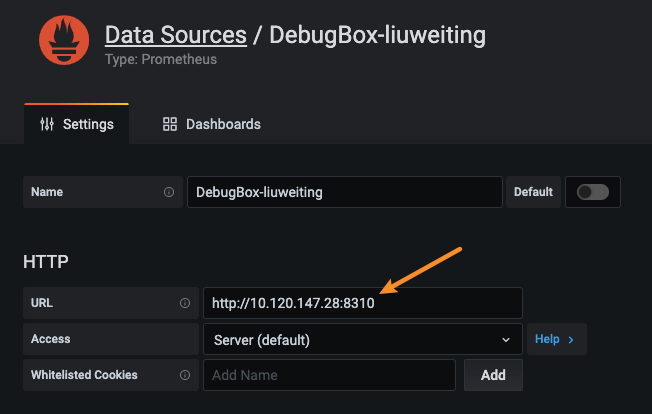 Data Sources / DebugBox-liuweiting
Type: Prometheus
Settings
Dashboards
Name
DebugBox-liuweiting
Default
HTTP
URL
http://10.120.147.28:8310
Access
Server (default)
Help
Whitelisted Cookies
Add Name
Add